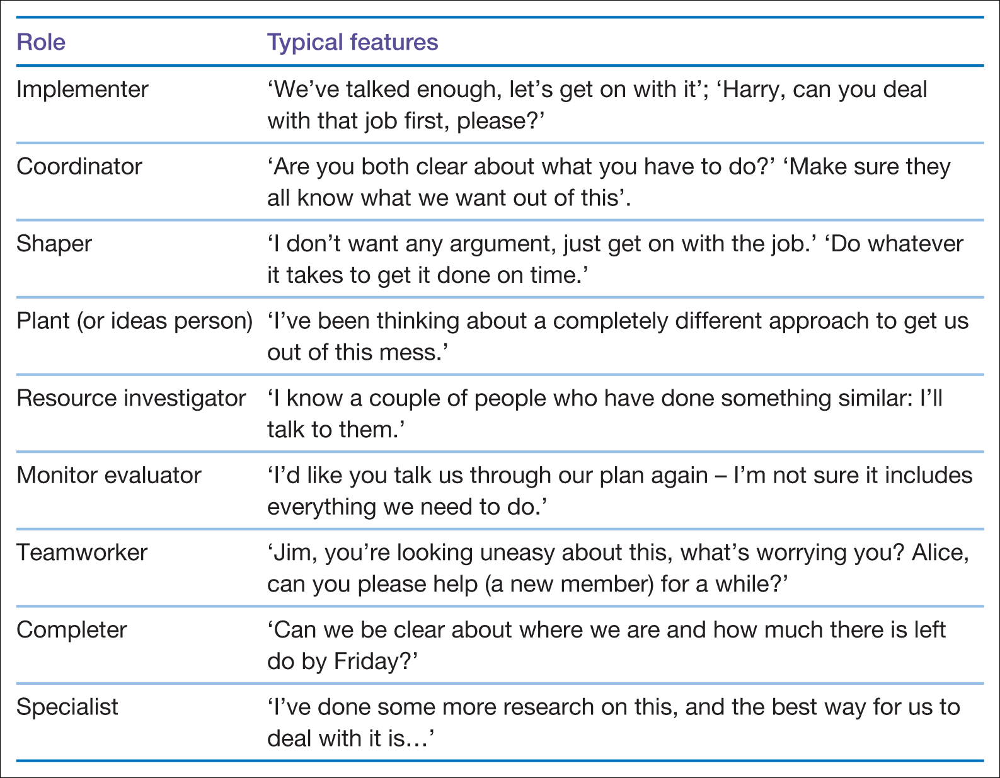 Role Typical features
Implementer ‘We’ve talked enough, let’s get on with it’; ‘Harry, can you deal
with that job first, please?’
Coordinator ‘Are you both clear about what you have to do?’ ‘Make sure they
all know what we want out of this’.
Shaper ‘I don’t want any argument, just get on with the job.’ ‘Do whatever
it takes to get it done on time.’
Plant (or ideas person) ‘I’ve been thinking about a completely different approach to get us
out of this mess.’
Resource investigator ‘I know a couple of people who have done something similar: I’ll
talk to them.’
Monitor evaluator ‘I’d like you talk us through our plan again – I’m not sure it includes
everything we need to do.’
Teamworker ‘Jim, you’re looking uneasy about this, what’s worrying you? Alice,
can you please help (a new member) for a while?’
Completer ‘Can we be clear about where we are and how much there is left
do by Friday?’
Specialist ‘I’ve done some more research on this, and the best way for us to
deal with it is…’